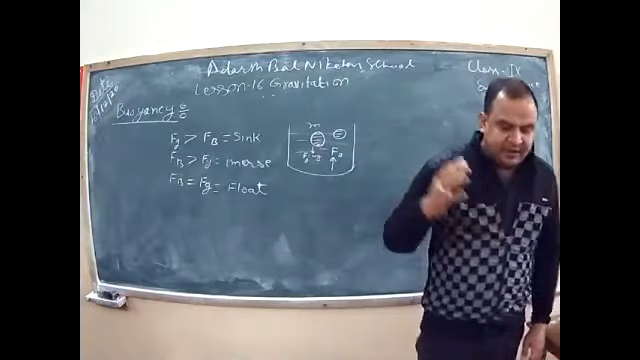 Adarsh Bal Niketan School
Class-IX
Lesson-16 Gravitation
Date
Buoyancy
Fg > FB = Sink
FB > Fg = imerse
FB = Fg = Float
m
Fg
FB